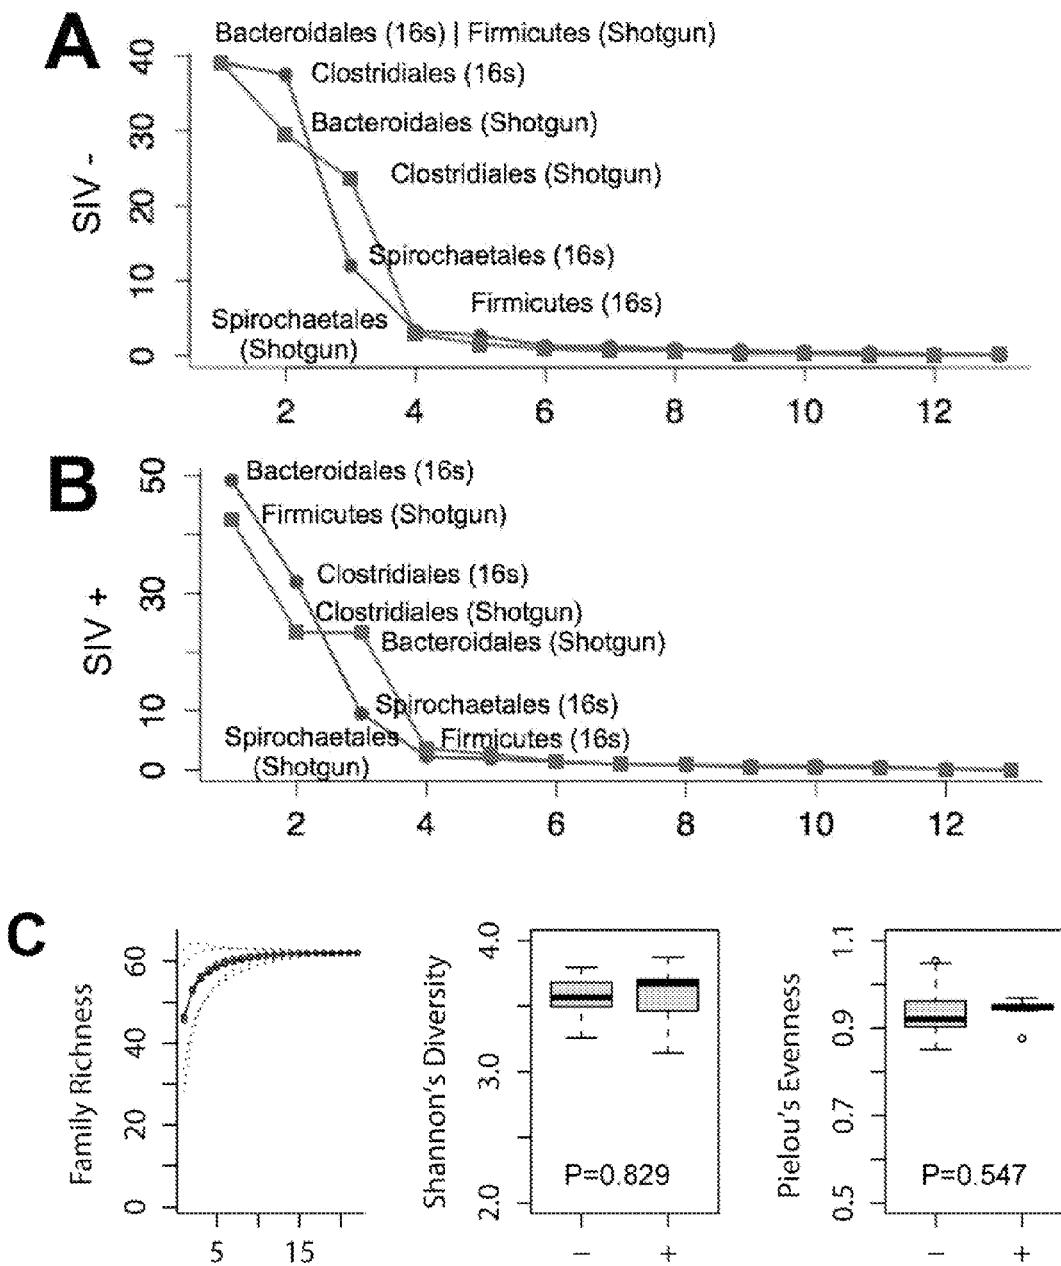 A
Bacteroidales (16s) | Firmicutes (Shotgun)
Clostridiales (16s)
Bacteroidales (Shotgun)
Clostridiales (Shotgun)
Spirochaetales (16s)
Firmicutes (16s)
Spirochaetales
(Shotgun)
SIV -
40
30
20
10
0
2 4 6 8 10 12
B
Bacteroidales (16s)
Firmicutes (Shotgun)
Clostridiales (16s)
Clostridiales (Shotgun)
Bacteroidales (Shotgun)
Spirochaetales (16s)
Spirochaetales
(Shotgun)
Firmicutes (16s)
SIV +
50
30
10
0
2 4 6 8 10 12
C
Family Richness
60
40
20
0
5 15
Shannon's Diversity
4.0
3.0
2.0
P=0.829
− +
Pielou's Evenness
1.1
0.9
0.7
0.5
P=0.547
− +